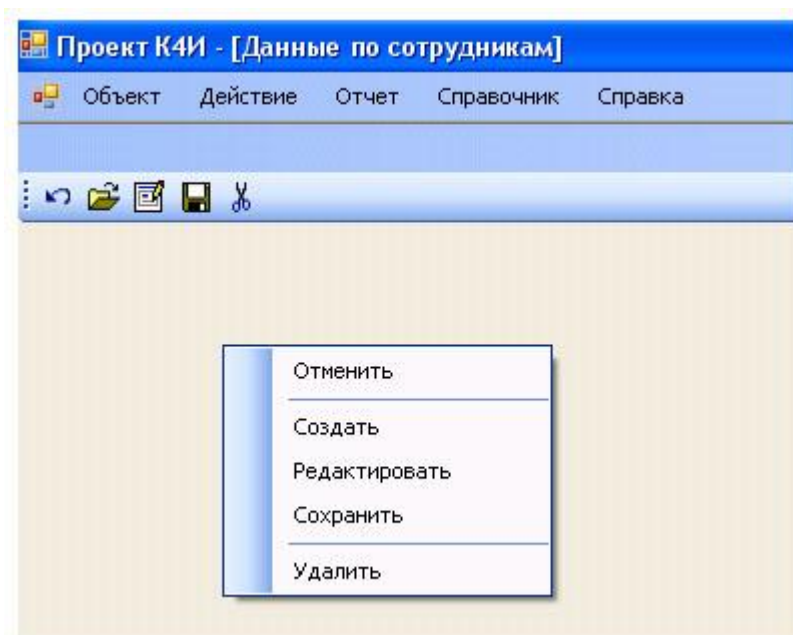 Проект К4И - [Данные по сотрудникам]
Объект Действие Отчет Справочник Справка
Отменить
Создать
Редактировать
Сохранить
Удалить